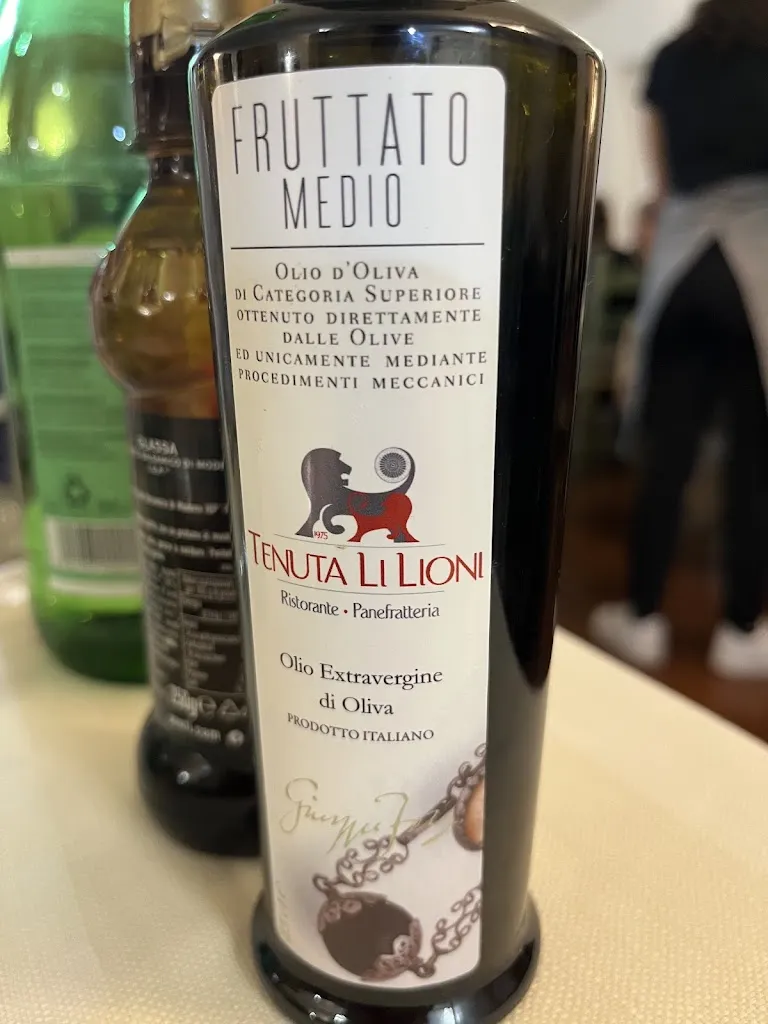 FRUTTATO
MEDIO
OLIO D'OLIVA
DI CATEGORIA SUPERIORE
OTTENUTO DIRETTAMENTE
DALLE OLIVE
ED UNICAMENTE MEDIANTE
PROCEDIMENTI MECCANICI
1975
TENUTA LI LIONI
Ristorante • Panefratteria
Olio Extravergine
di Oliva
PRODOTTO ITALIANO
GLASSA